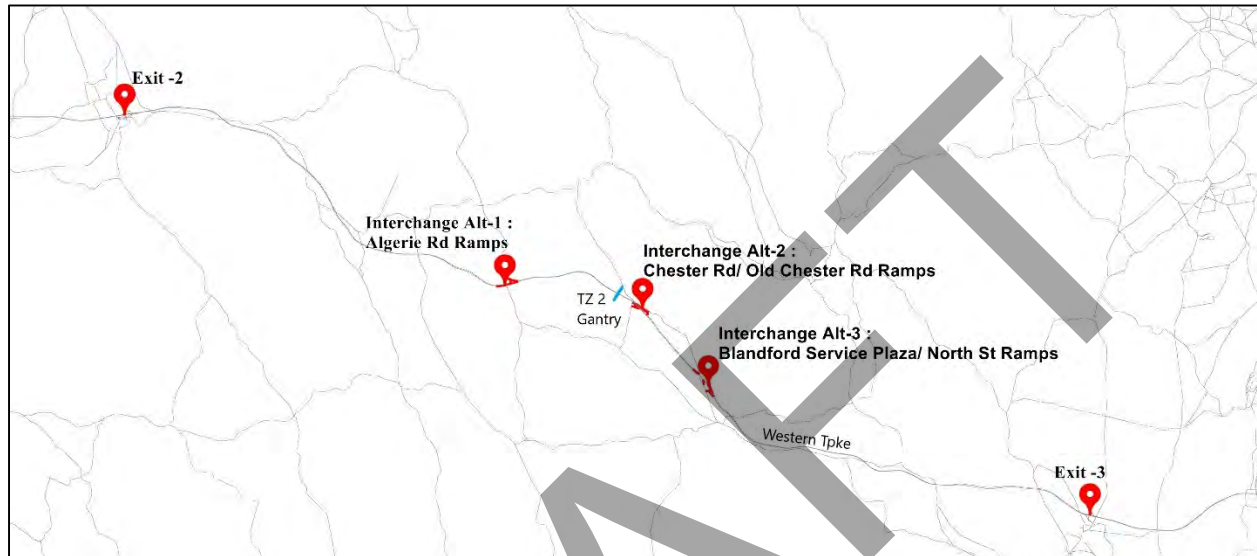 Exit -2
Interchange Alt-1 :
Algerie Rd Ramps
Interchange Alt-2 :
Chester Rd/ Old Chester Rd Ramps
TZ 2
Gantry
Interchange Alt-3 :
Blandford Service Plaza/ North St Ramps
Western Tpke
Exit -3